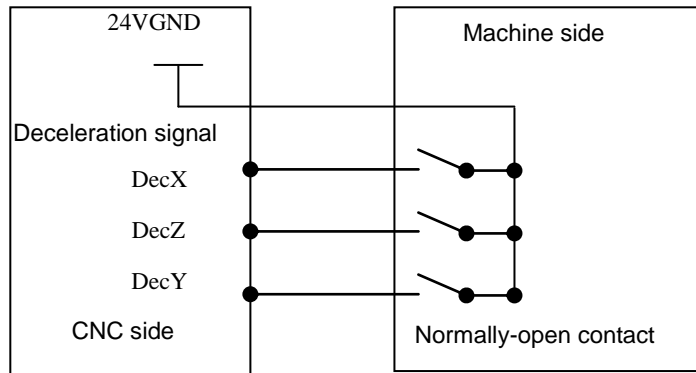 24VGND
Machine side
Deceleration signal
DecX
DecZ
DecY
CNC side
Normally-open contact